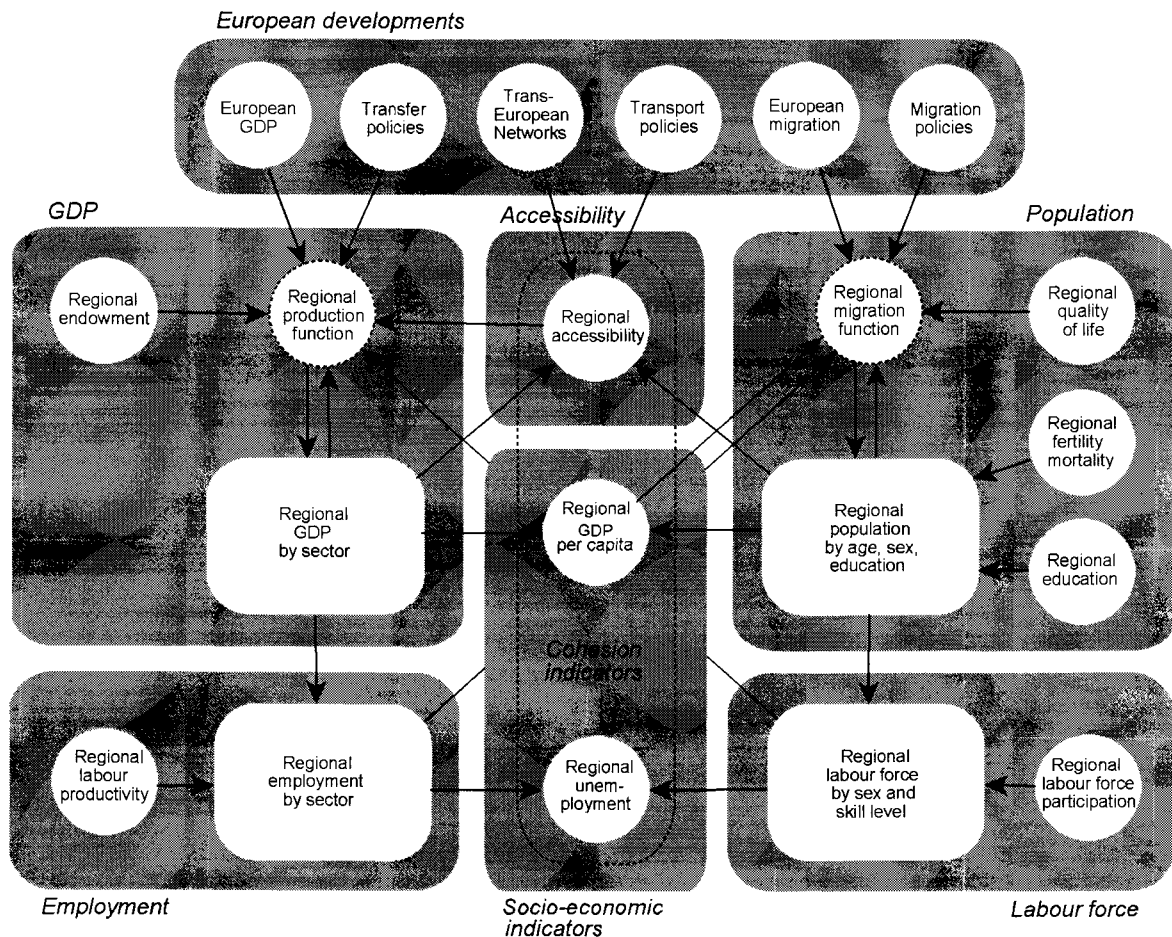 European developments
European
GDP
Transfer
policies
Trans-
European
Networks
Transport
policies
European
migration
Migration
policies
GDP
Accessibility
Population
Regional
endowment
Regional
production
function
Regional
accessibility
Regional
migration
function
Regional
quality
of life
Regional
fertility
mortality
Regional
GDP
by sector
Regional
GDP
per capita
Regional
population
by age, sex,
education
Regional
education
Cohesion
indicators
Regional
labour
productivity
Regional
employment
by sector
Regional
unem-
ployment
Regional
labour force
by sex and
skill level
Regional
labour force
participation
Employment
Socio-economic
indicators
Labour force